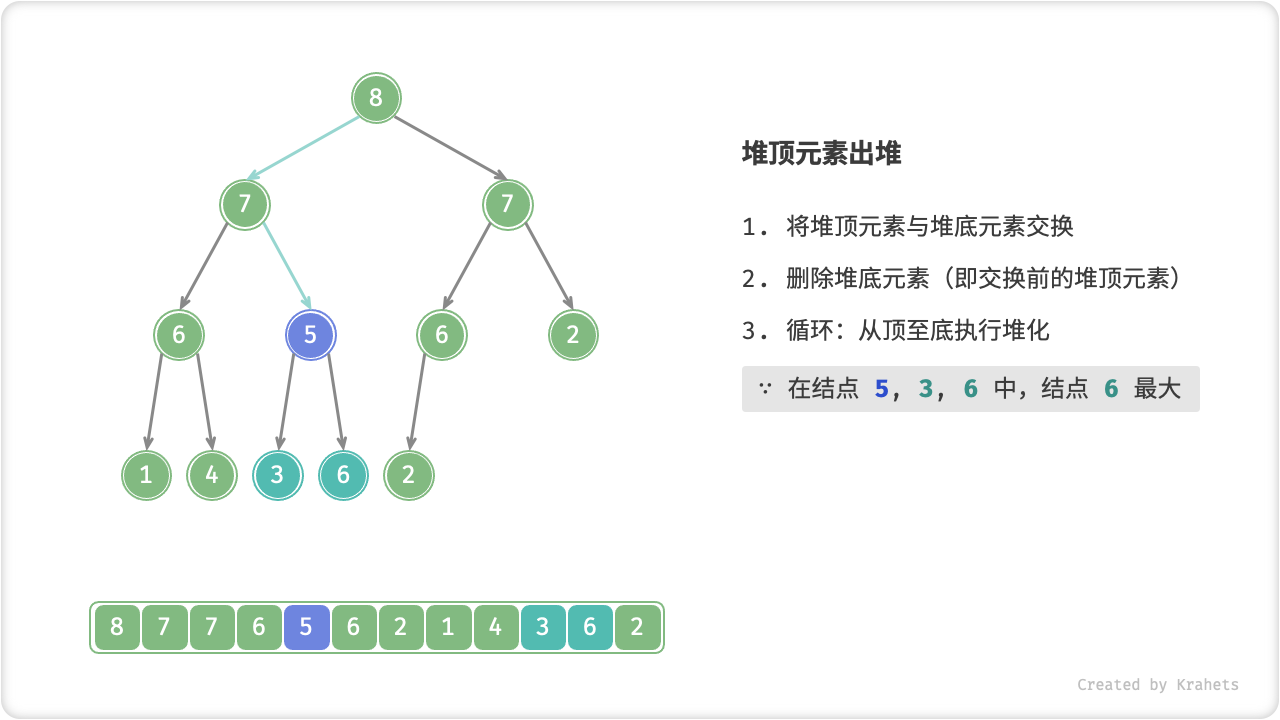 8
7 7
6 5 6 2
1 4 3 6 2
8 7 7 6 5 6 2 1 4 3 6 2
堆顶元素出堆
1. 将堆顶元素与堆底元素交换
2. 删除堆底元素（即交换前的堆顶元素）
3. 循环：从顶至底执行堆化
∵ 在结点 5, 3, 6 中，结点 6 最大
Created by Krahets